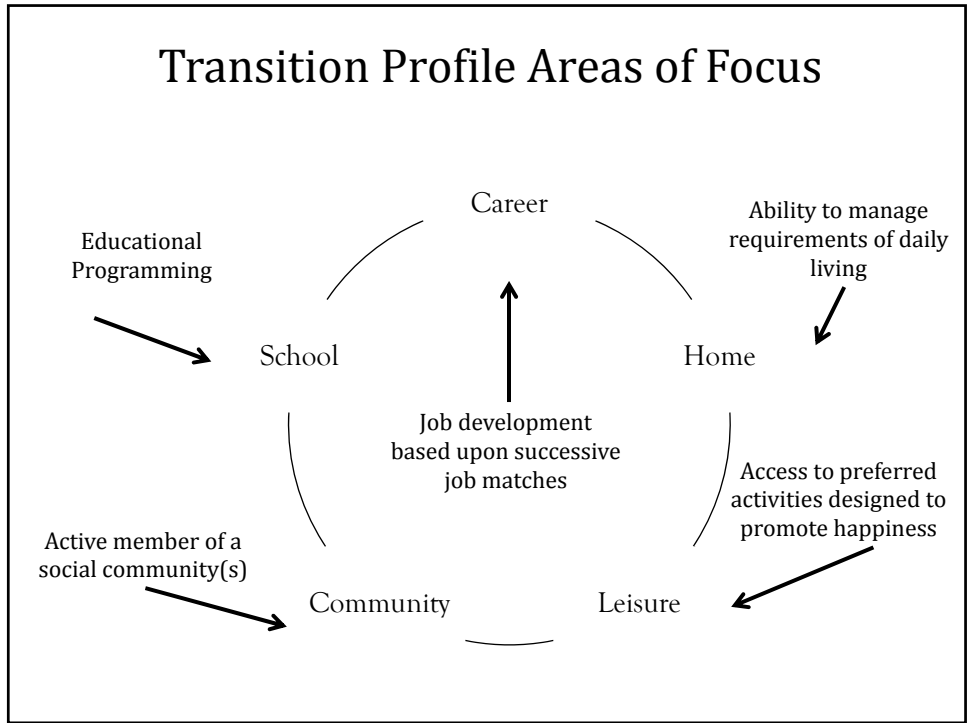 Transition Profile Areas of Focus
Career
Ability to manage
requirements of daily
living
Educational
Programming
School
Home
Job development
based upon successive
job matches
Access to preferred
activities designed to
promote happiness
Active member of a
social community(s)
Community
Leisure